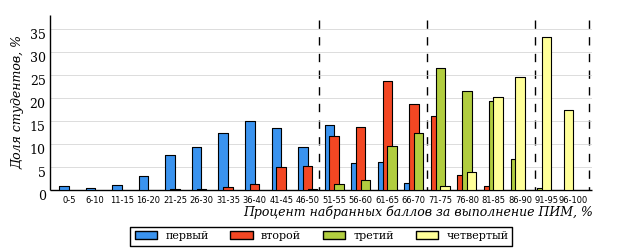 Доля студентов, %
35
30
25
20
15
10
5
0
0-5 6-10 11-15 16-20 21-25 26-30 31-35 36-40 41-45 46-50 51-55 56-60 61-65 66-70 71-75 76-80 81-85 86-90 91-95 96-100
Процент набранных баллов за выполнение ПИМ, %
первый второй третий четвертый